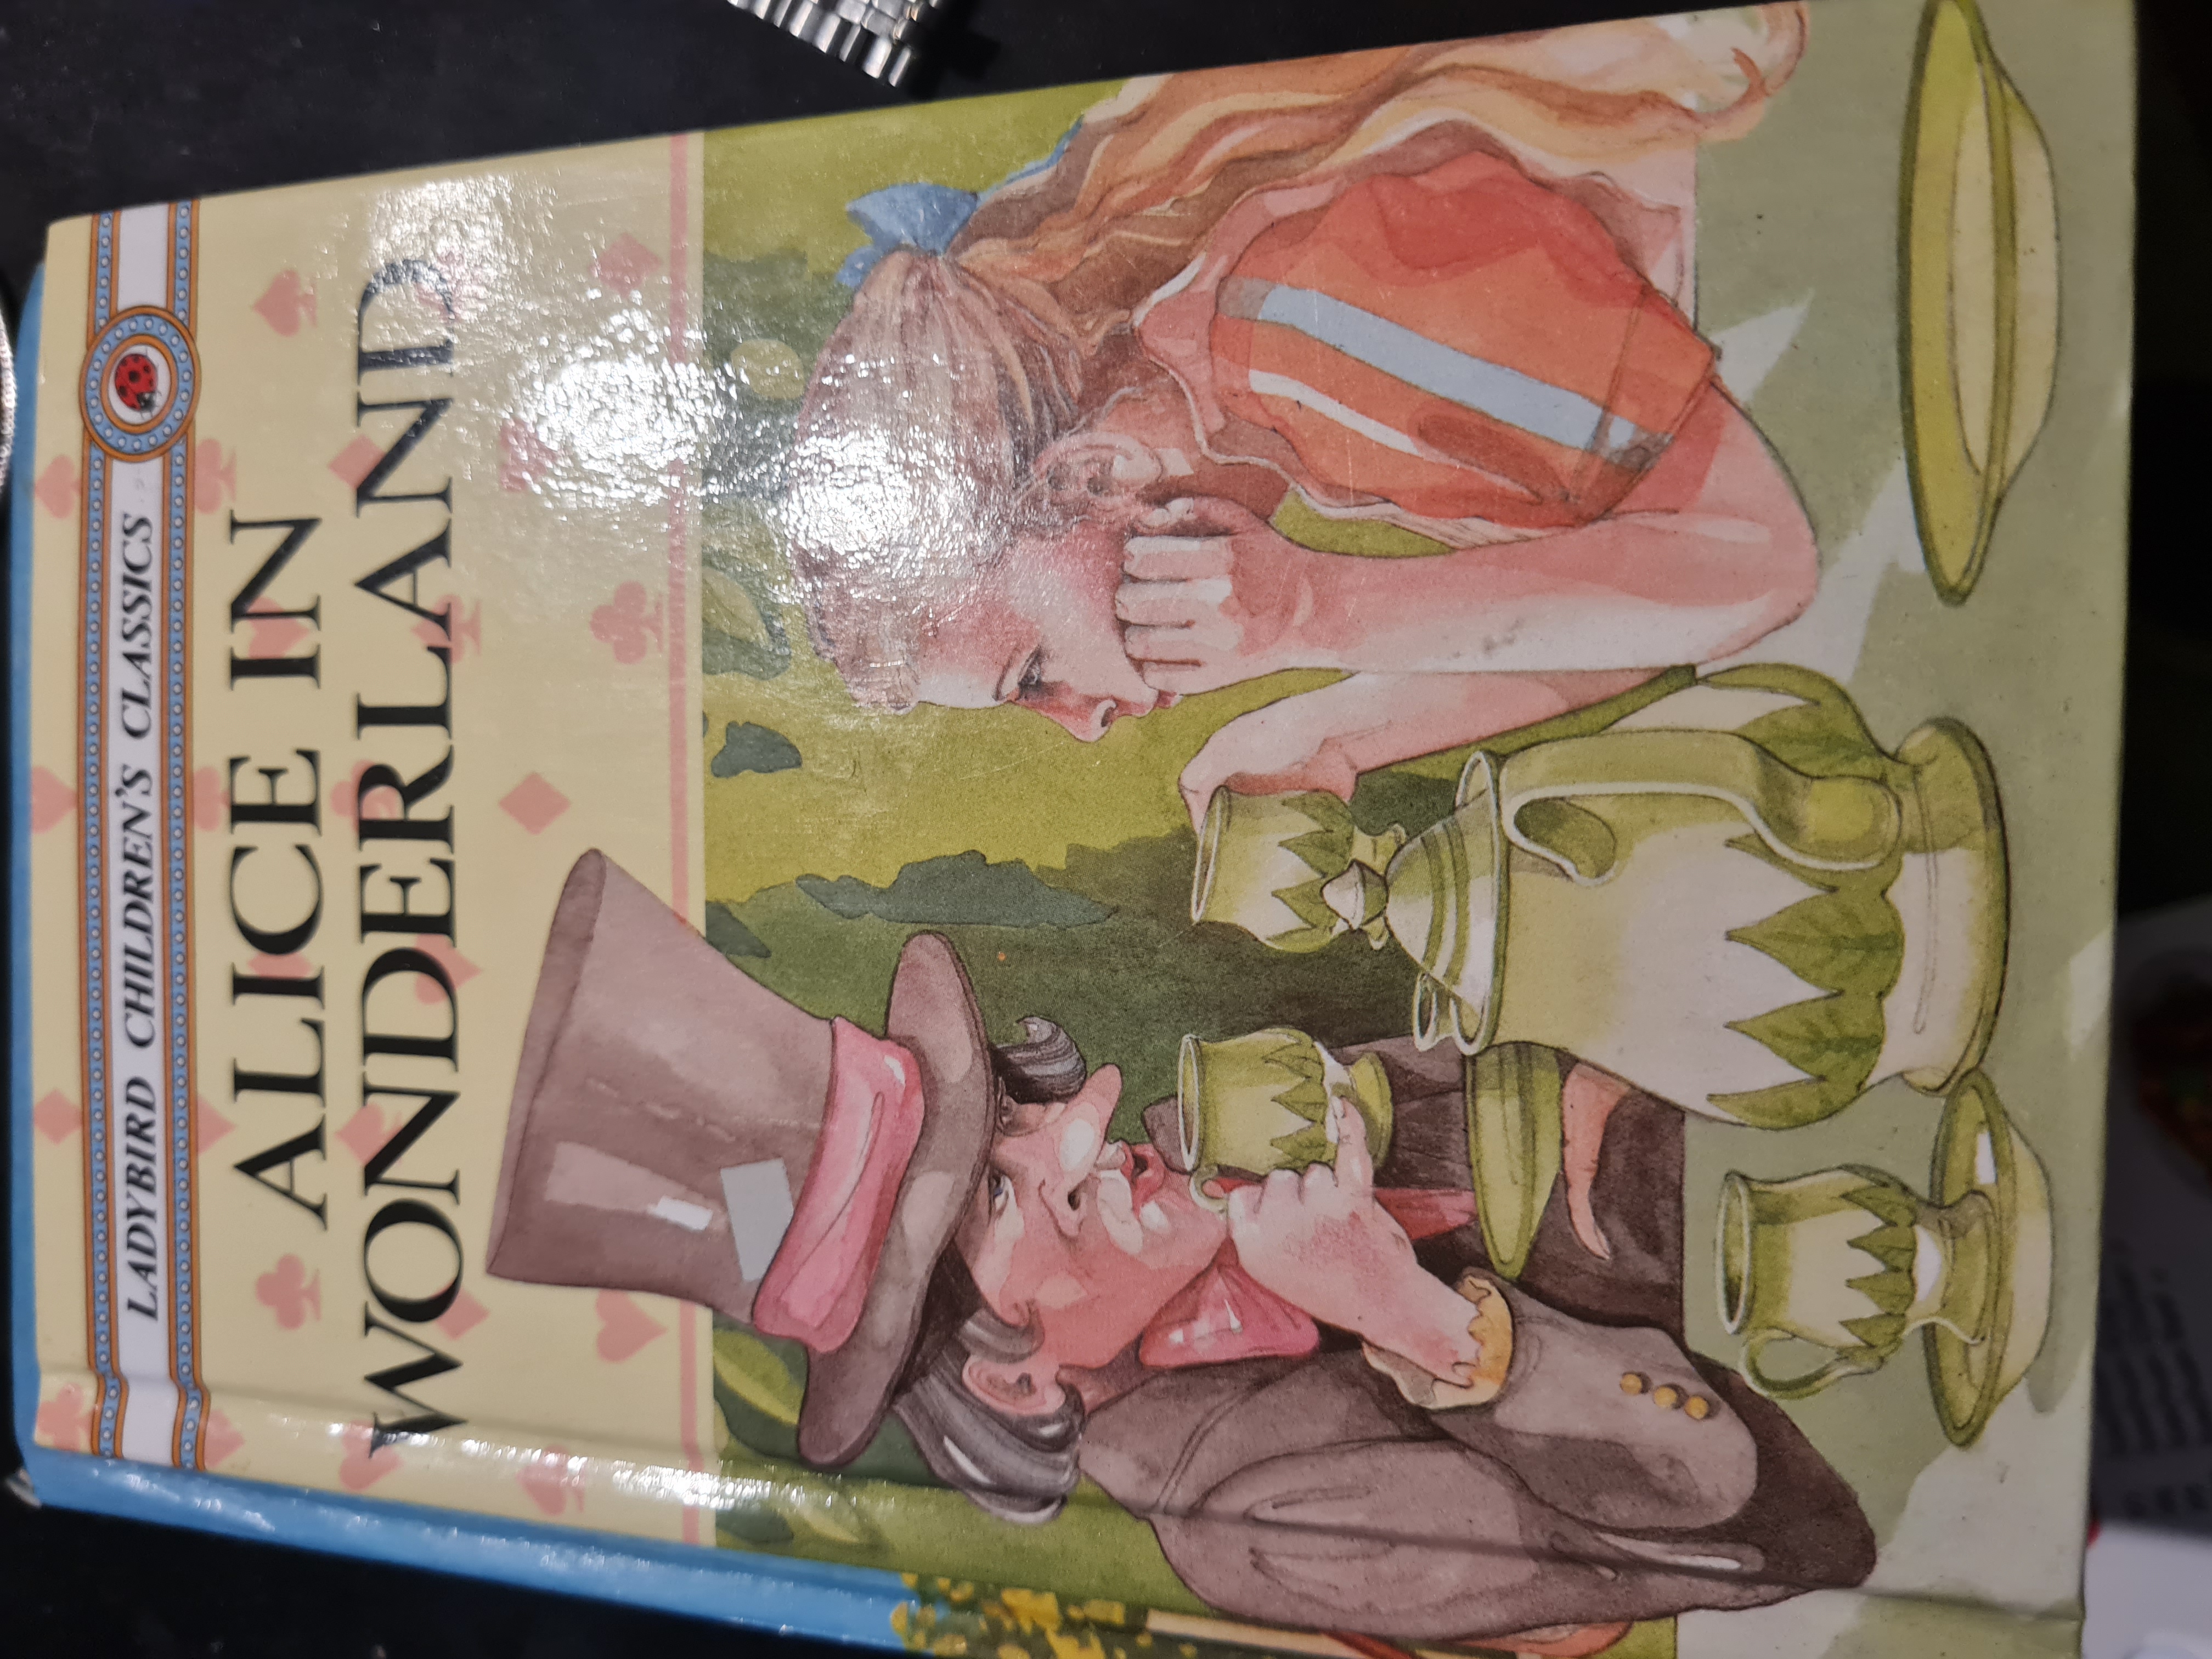 LADYBIRD CHILDREN'S CLASSICS
ALICE IN
WONDERLAND